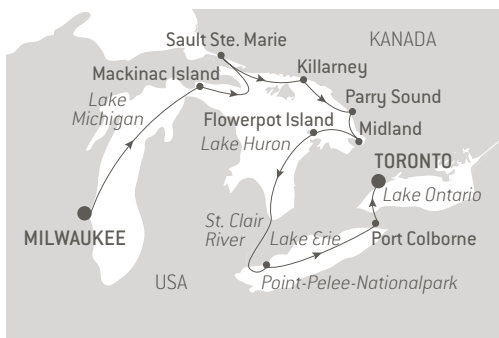 Sault Ste. Marie
KANADA
Mackinac Island
Killarney
Lake
Michigan
Parry Sound
Flowerpot Island
Midland
Lake Huron
TORONTO
Lake Ontario
St. Clair
River
Lake Erie
Port Colborne
MILWAUKEE
USA
Point-Pelee-Nationalpark